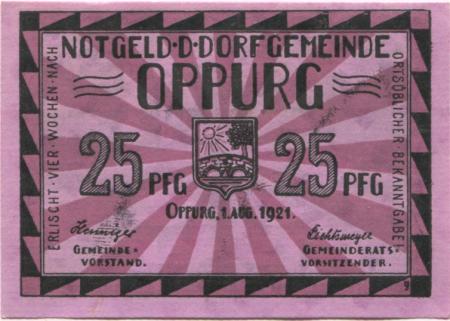 NOTGELD·D·DORFGEMEINDE
OPPURG
ERLISCHT·VIER·WOCHEN·NACH
ORTSÜBLICHER·BEKANNTGABE
25 PFG
25 PFG
OPPURG, 1. AUG. 1921.
GEMEINDE-
VORSTAND.
GEMEINDERATS-
VORSITZENDER.
9